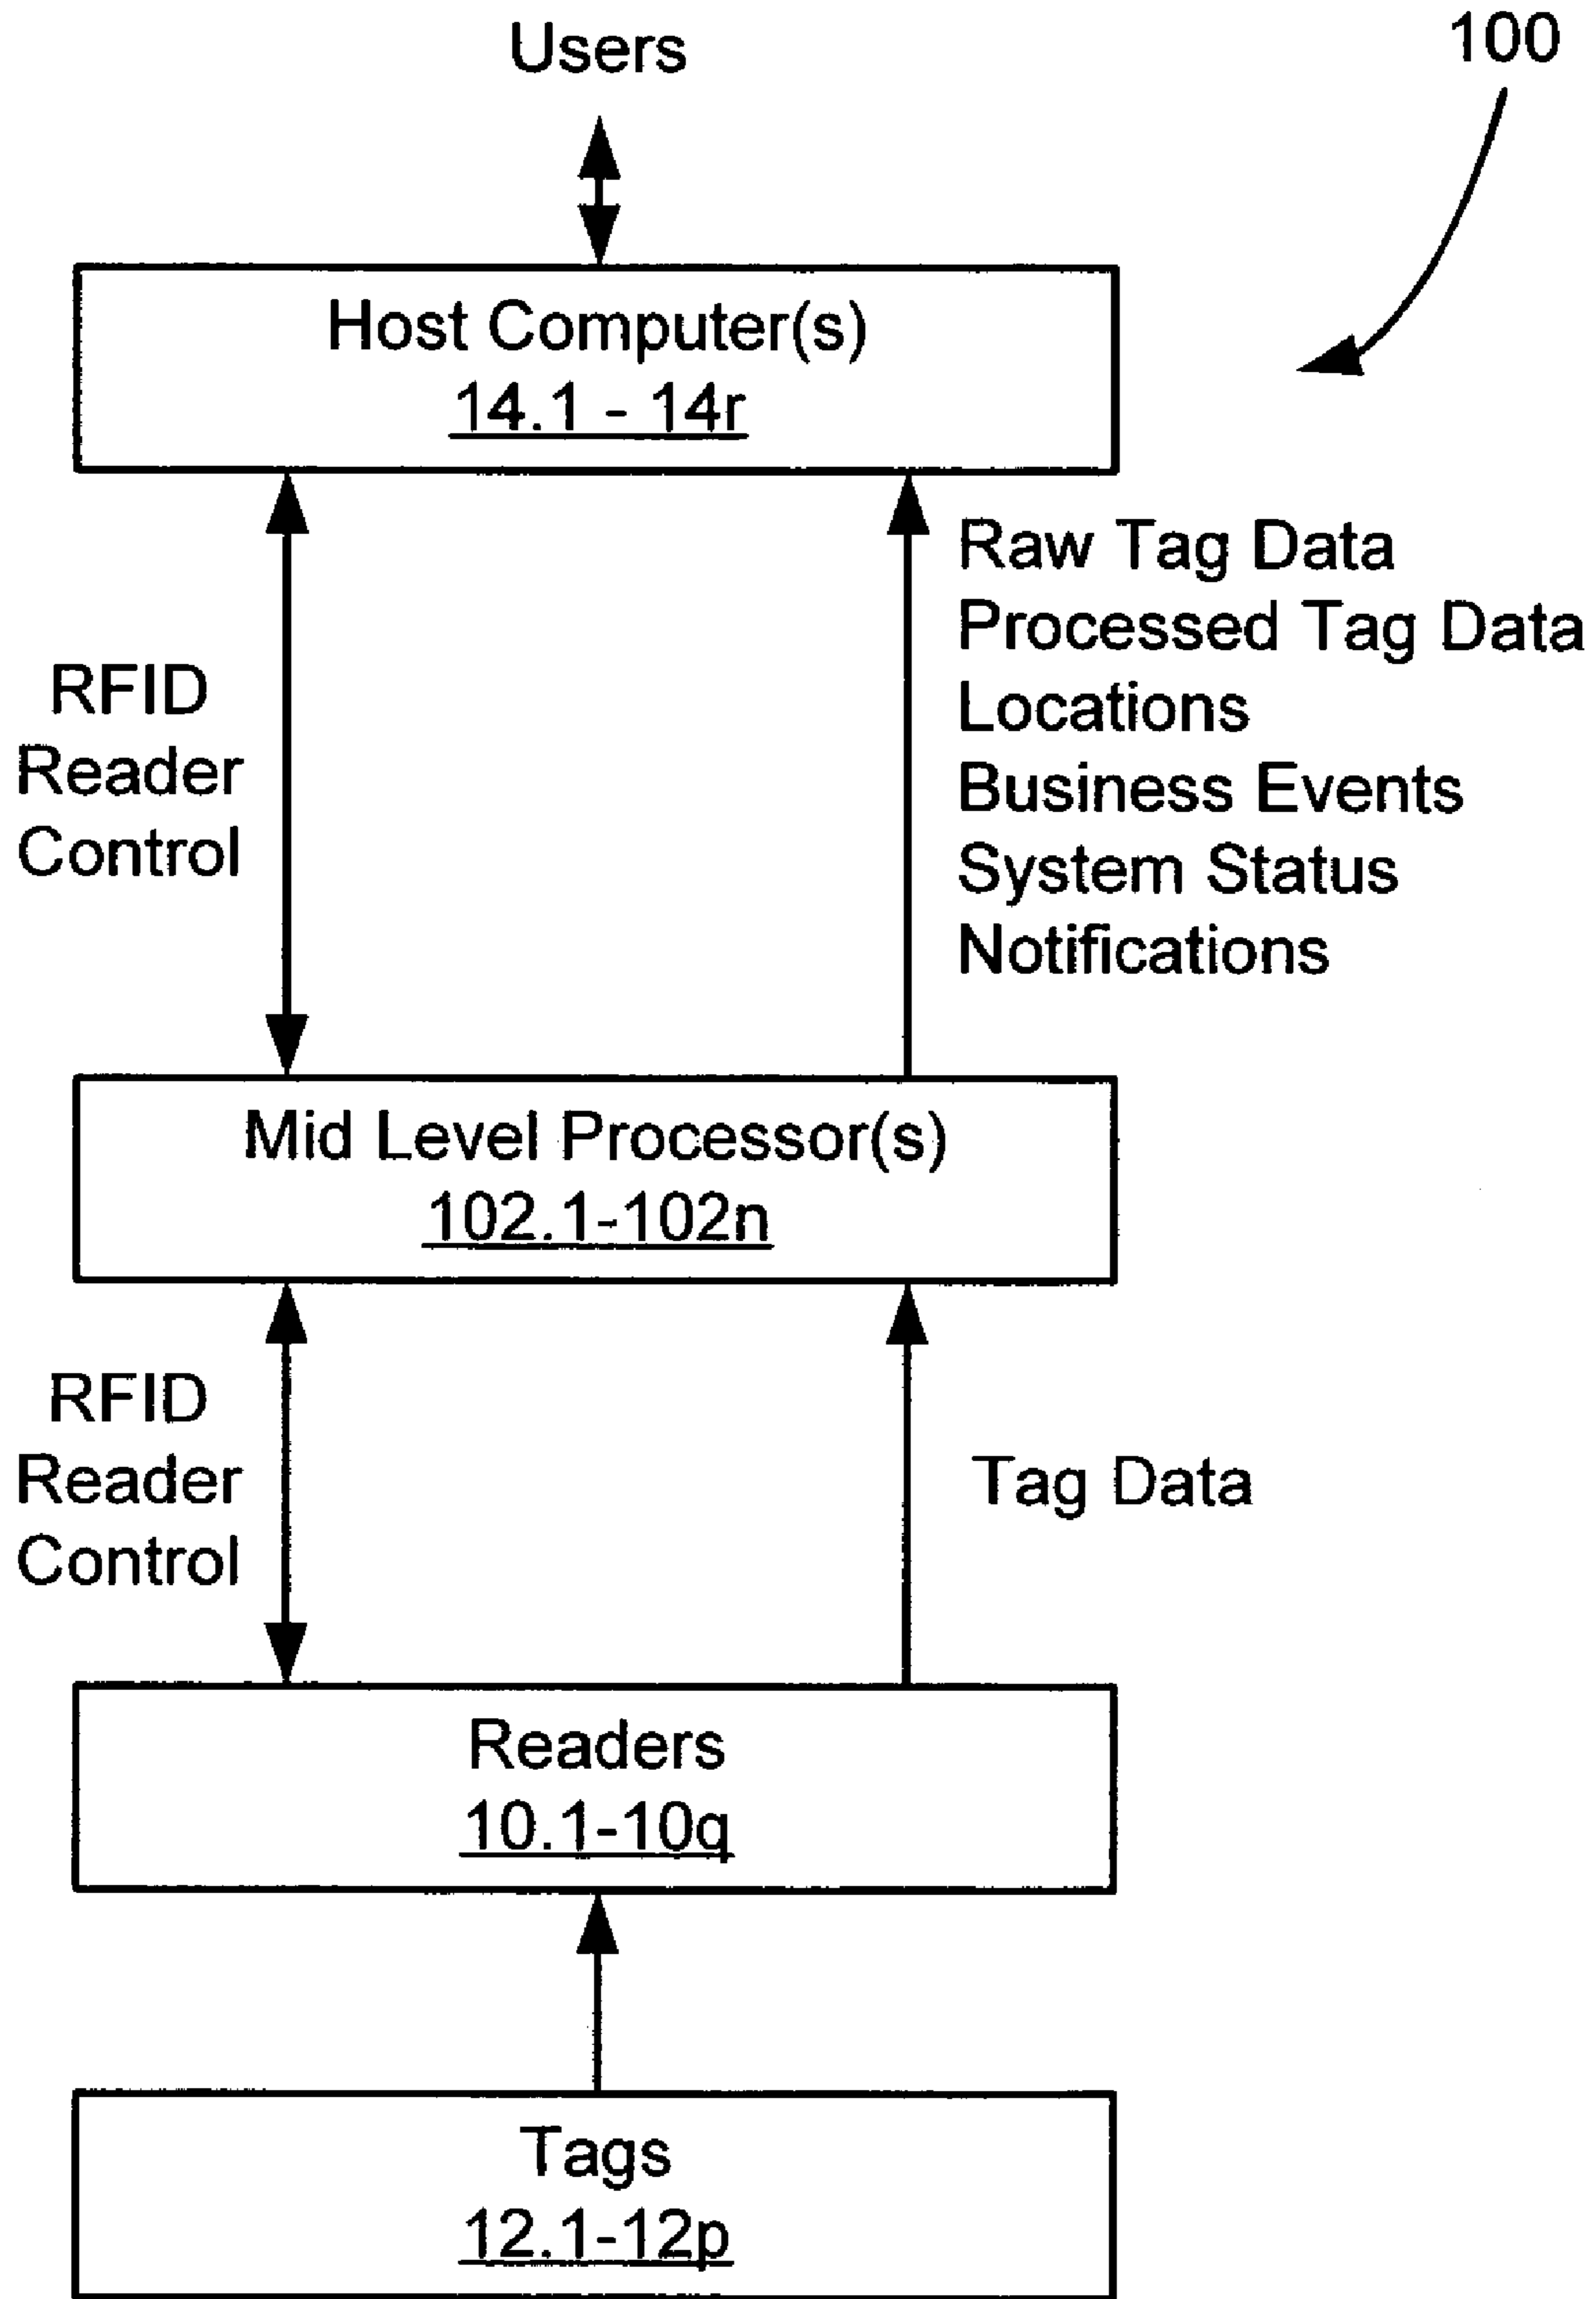 Users
100
Host Computer(s)
14.1 - 14r
RFID
Reader
Control
Raw Tag Data
Processed Tag Data
Locations
Business Events
System Status
Notifications
Mid Level Processor(s)
102.1-102n
RFID
Reader
Control
Tag Data
Readers
10.1-10q
Tags
12.1-12p